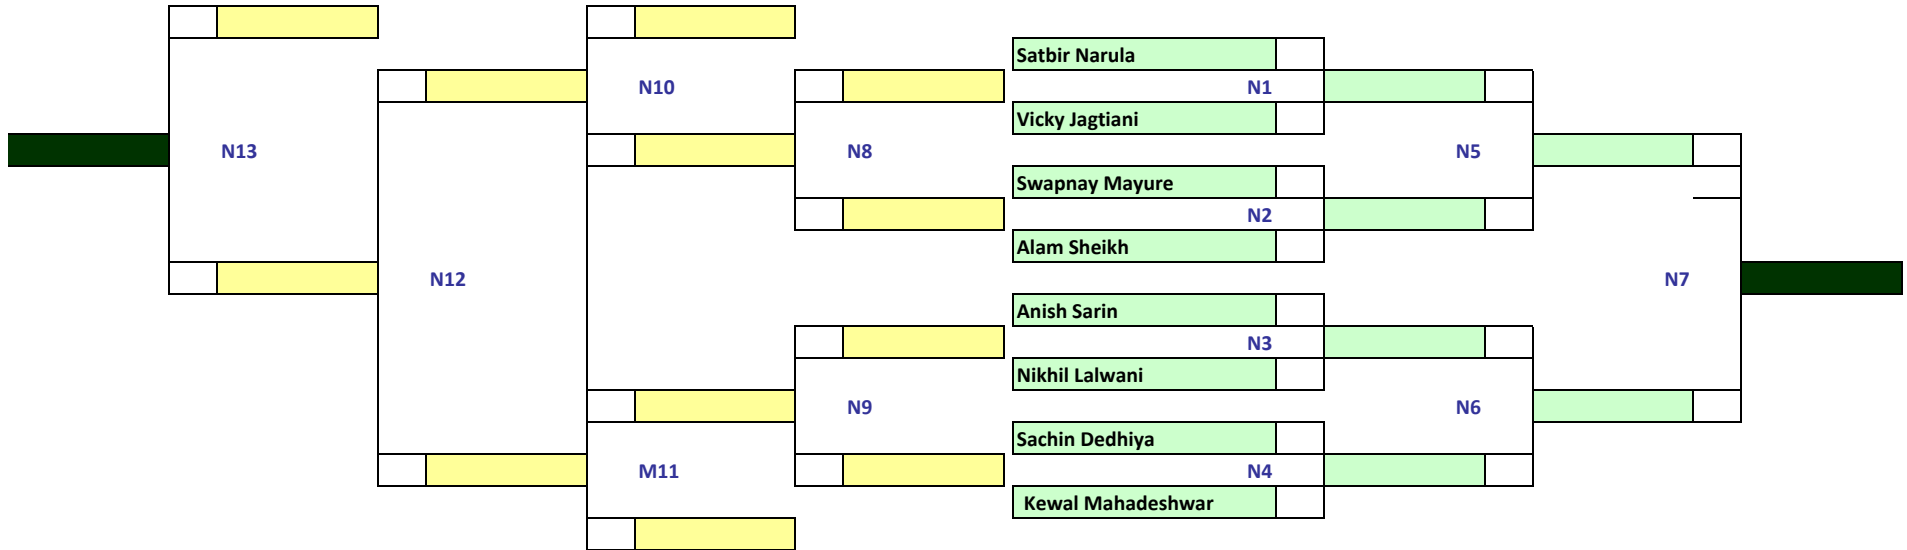 Satbir Narula
N10
N1
Vicky Jagtiani
N13
N8
N5
Swapnay Mayure
N2
Alam Sheikh
N12
N7
Anish Sarin
N3
Nikhil Lalwani
N9
N6
Sachin Dedhiya
M11
N4
Kewal Mahadeshwar